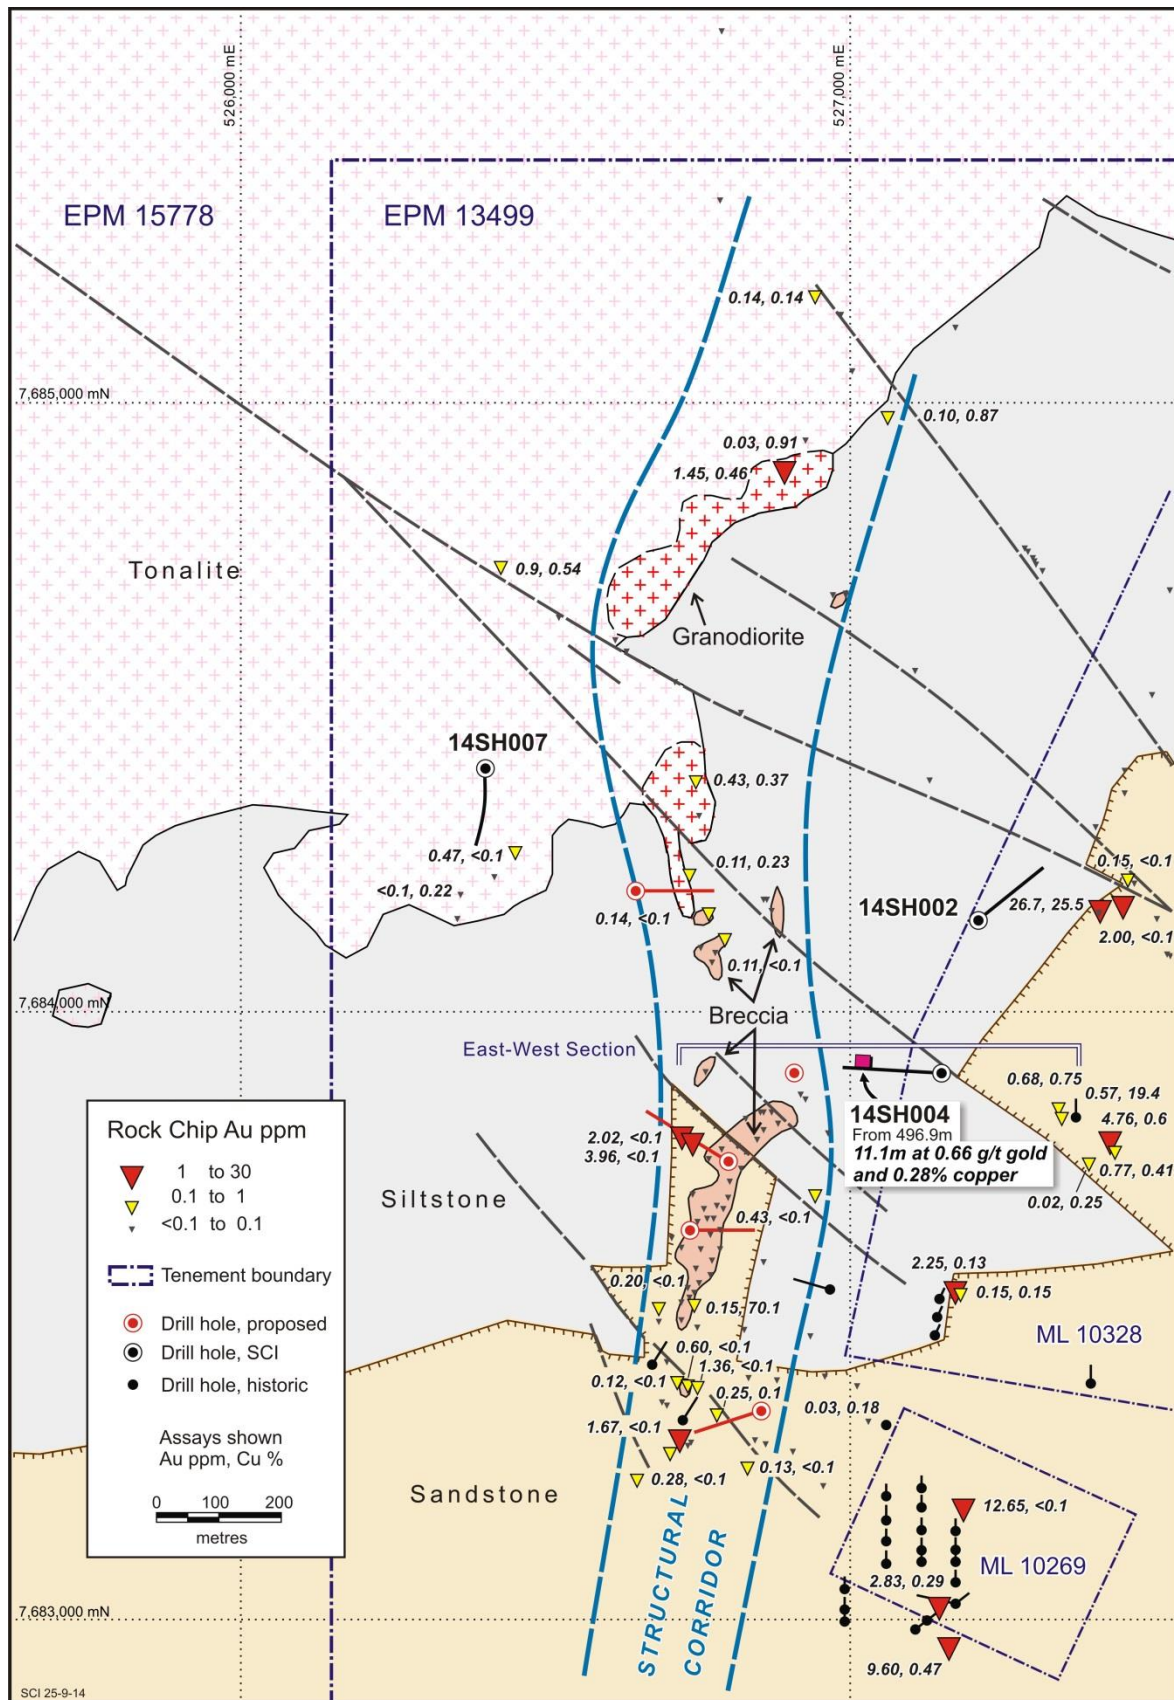 526,000 mE
527,000 mE
EPM 15778
EPM 13499
0.14, 0.14
7,685,000 mN
0.10, 0.87
0.03, 0.91
1.45, 0.46
Tonalite
0.9, 0.54
Granodiorite
14SH007
0.43, 0.37
0.47, <0.1
0.11, 0.23
0.15, <0.1
<0.1, 0.22
14SH002
26.7, 25.5
0.14, <0.1
2.00, <0.1
0.11, <0.1
7,684,000 mN
Breccia
East-West Section
0.68, 0.75
0.57, 19.4
14SH004
From 496.9m
11.1m at 0.66 g/t gold
and 0.28% copper
4.76, 0.6
0.77, 0.41
0.02, 0.25
2.02, <0.1
3.96, <0.1
Siltstone
0.43, <0.1
2.25, 0.13
0.20, <0.1
0.15, 0.15
0.15, 70.1
ML 10328
0.60, <0.1
1.36, <0.1
0.12, <0.1
0.25, 0.1
0.03, 0.18
1.67, <0.1
0.13, <0.1
0.28, <0.1
Sandstone
12.65, <0.1
STRUCTURAL
CORRIDOR
ML 10269
2.83, 0.29
7,683,000 mN
9.60, 0.47
Rock Chip Au ppm
1 to 30
0.1 to 1
<0.1 to 0.1
Tenement boundary
Drill hole, proposed
Drill hole, SCI
Drill hole, historic
Assays shown
Au ppm, Cu %
0 100 200
metres
SCI 25-9-14